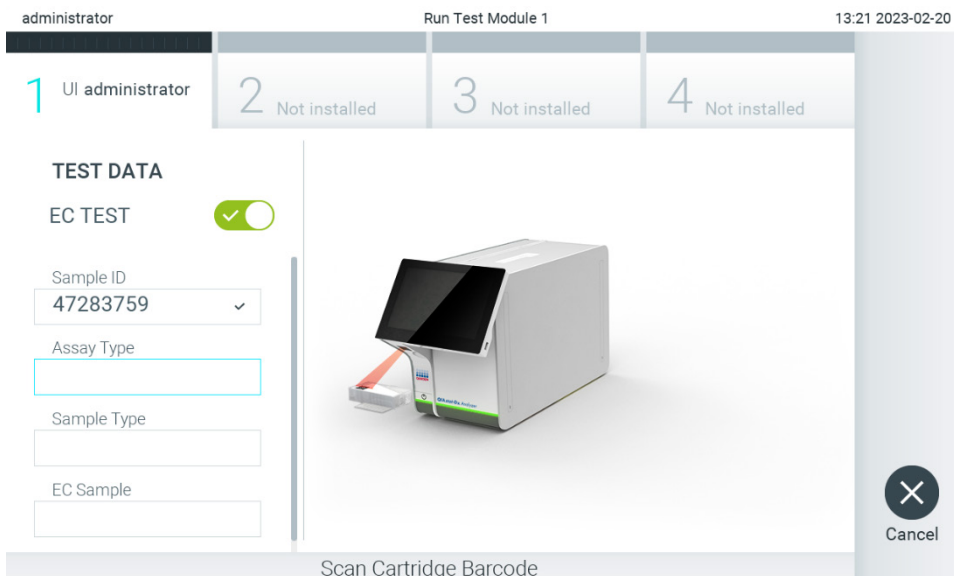 administrator
Run Test Module 1
13:21 2023-02-20
1 UI administrator
2 Not installed
3 Not installed
4 Not installed
TEST DATA
EC TEST
Sample ID
47283759
Assay Type
Sample Type
EC Sample
Cancel
Scan Cartridge Barcode